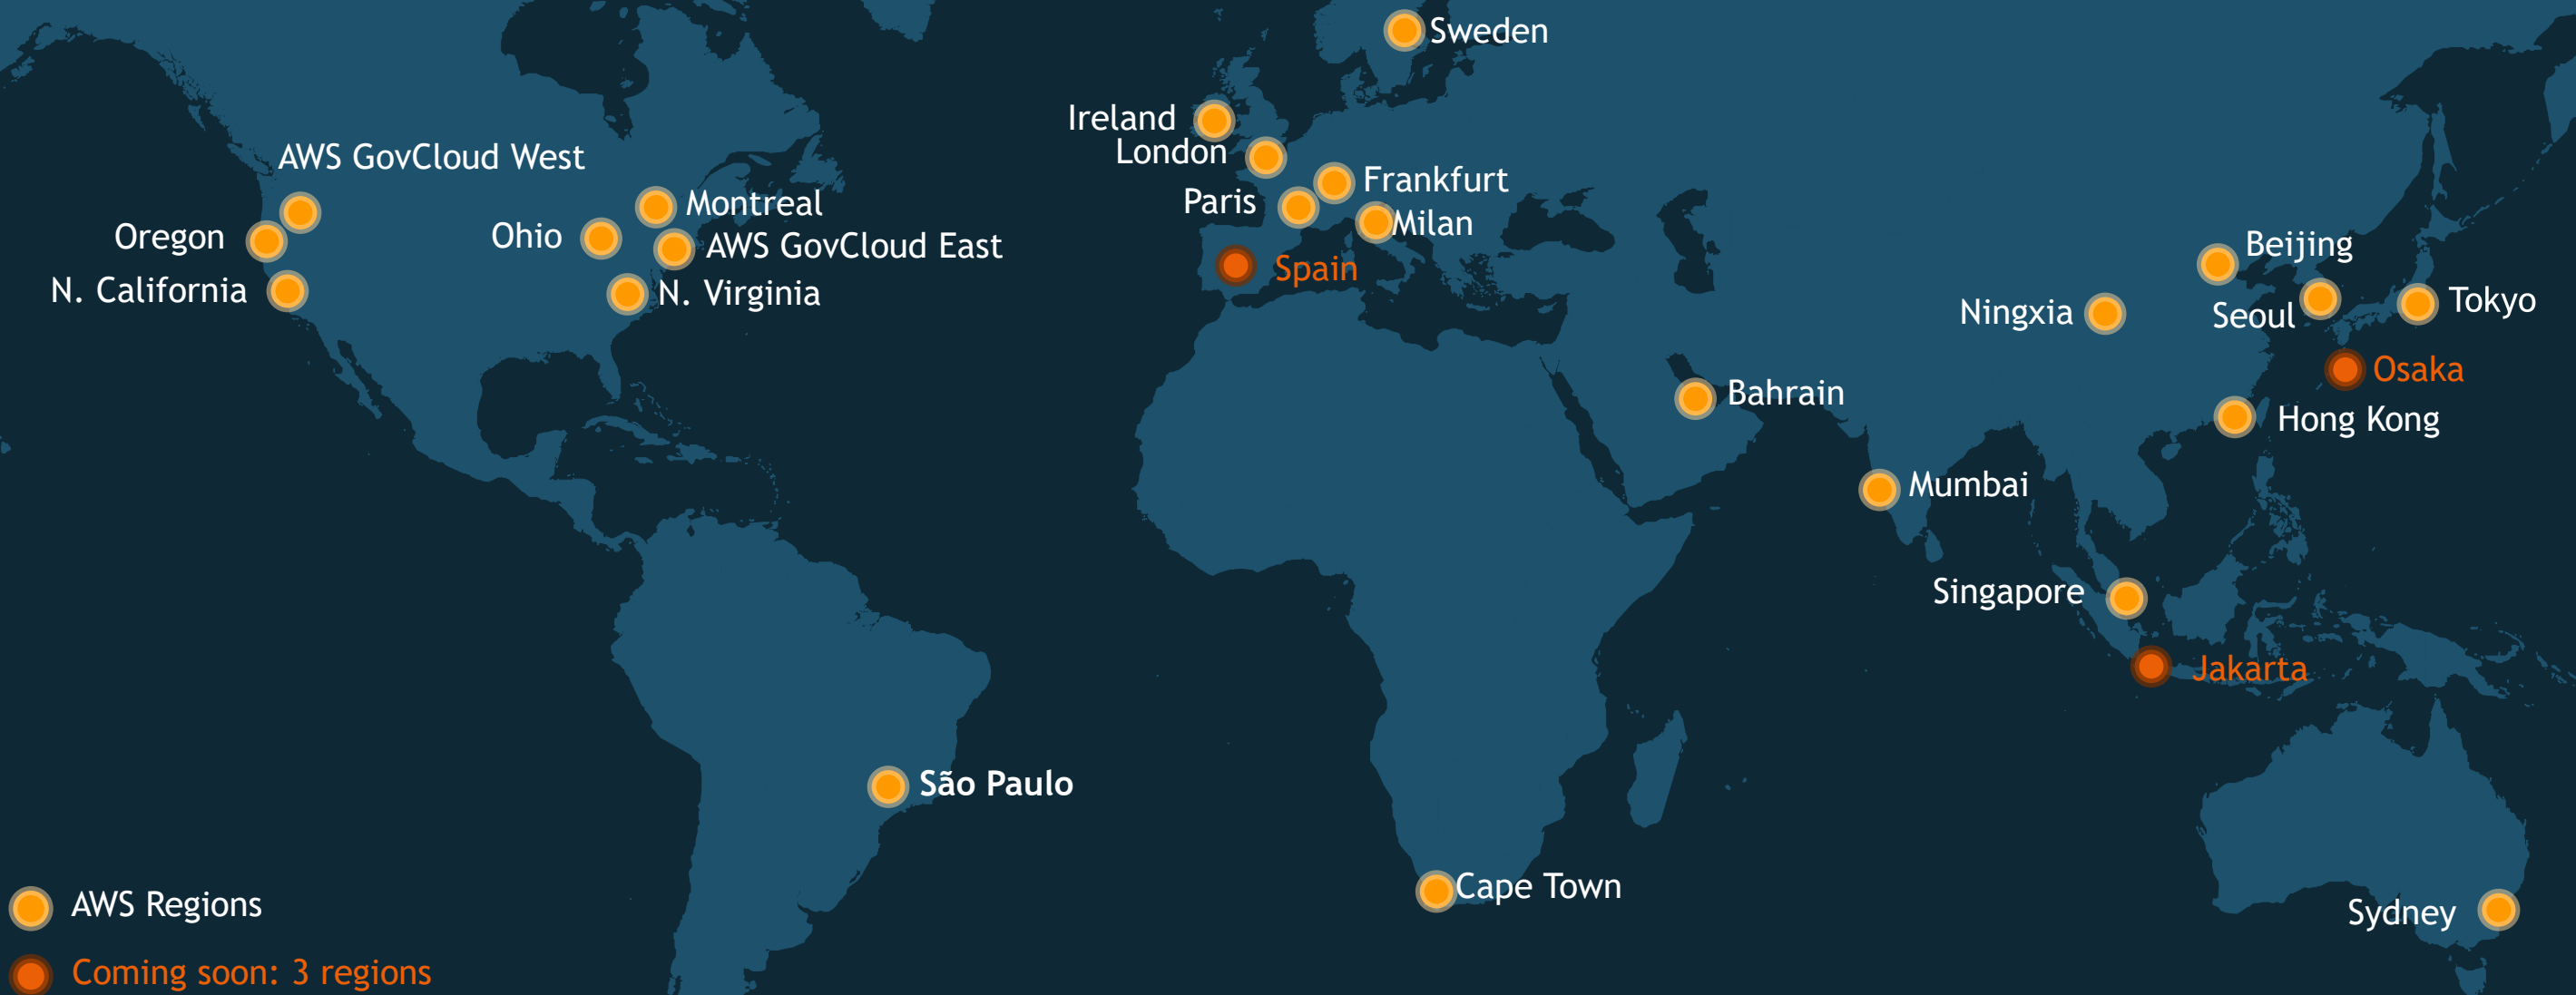 Sweden
Ireland
London
AWS GovCloud West
Frankfurt
Paris
Montreal
Milan
Oregon
Ohio
AWS GovCloud East
Beijing
Spain
N. California
N. Virginia
Tokyo
Ningxia
Seoul
Osaka
Bahrain
Hong Kong
Mumbai
Singapore
Jakarta
São Paulo
Cape Town
AWS Regions
Sydney
Coming soon: 3 regions